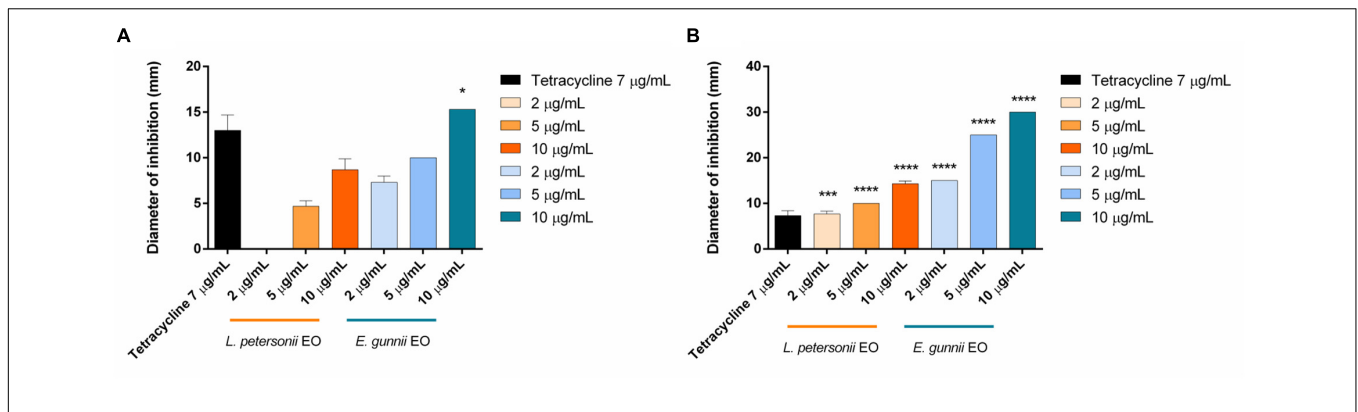 A
Diameter of inhibition (mm)
20
15
10
5
0
*
Tetracycline 7 μg/mL
2 μg/mL
5 μg/mL
10 μg/mL
2 μg/mL
5 μg/mL
10 μg/mL
L. petersonii EO
E. gunnii EO
Tetracycline 7 μg/mL
2 μg/mL
5 μg/mL
10 μg/mL
2 μg/mL
5 μg/mL
10 μg/mL
B
Diameter of inhibition (mm)
40
30
20
10
0
***
****
****
****
****
****
Tetracycline 7 μg/mL
2 μg/mL
5 μg/mL
10 μg/mL
2 μg/mL
5 μg/mL
10 μg/mL
L. petersonii EO
E. gunnii EO
Tetracycline 7 μg/mL
2 μg/mL
5 μg/mL
10 μg/mL
2 μg/mL
5 μg/mL
10 μg/mL